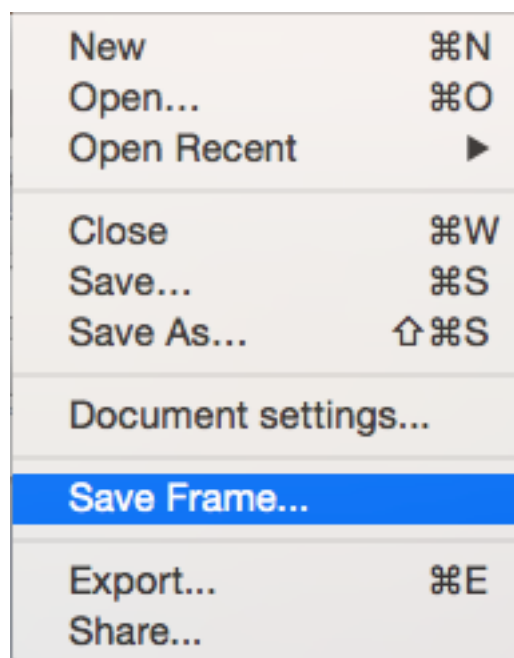 New ⌘N
Open... ⌘O
Open Recent ▶
Close ⌘W
Save... ⌘S
Save As... ⇧⌘S
Document settings...
Save Frame...
Export... ⌘E
Share...